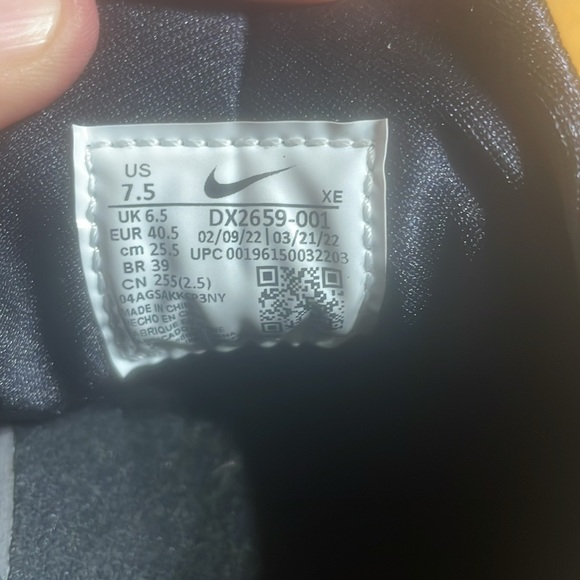 US
7.5
XE
UK 6.5 DX2659-001
EUR 40.5 02/09/22 | 03/21/22
cm 25.5 UPC 00196150032203
BR 39
CN 255(2.5)
MADE IN